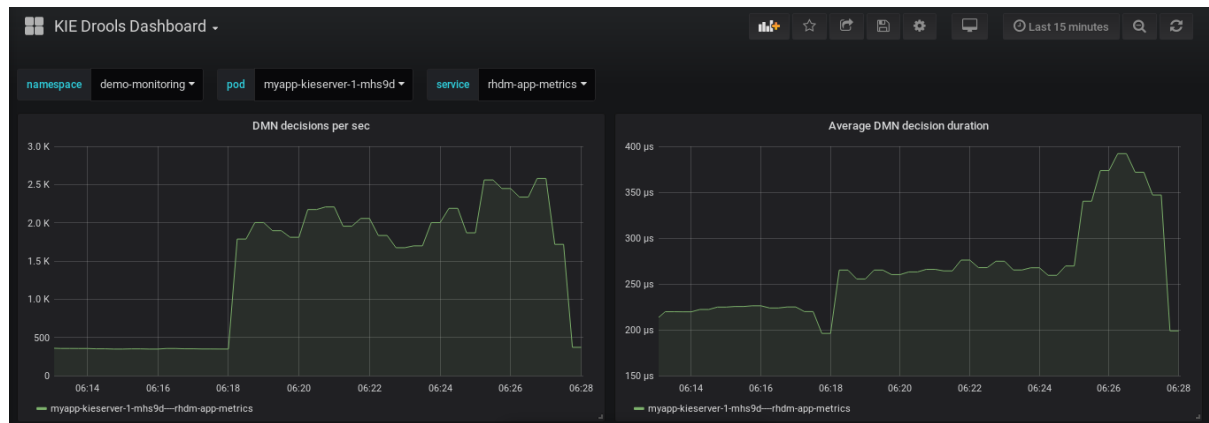 KIE Drools Dashboard
Last 15 minutes
namespace demo-monitoring pod myapp-kieserver-1-mhs9d service rhdm-app-metrics
DMN decisions per sec
3.0 K
2.5 K
2.0 K
1.5 K
1.0 K
500
0
06:14 06:16 06:18 06:20 06:22 06:24 06:26 06:28
myapp-kieserver-1-mhs9d—rhdm-app-metrics
Average DMN decision duration
400 µs
350 µs
300 µs
250 µs
200 µs
150 µs
06:14 06:16 06:18 06:20 06:22 06:24 06:26 06:28
myapp-kieserver-1-mhs9d—rhdm-app-metrics